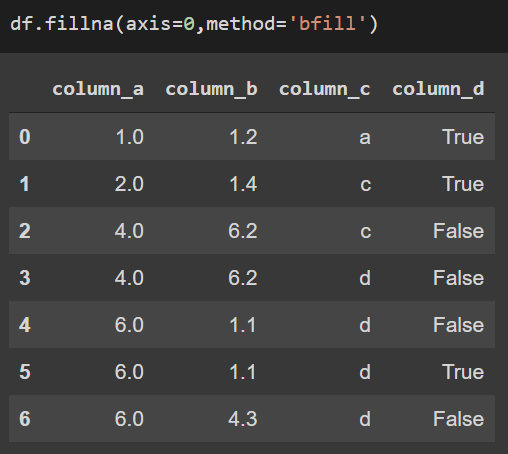 df.fillna(axis=0,method='bfill')
column_a column_b column_c column_d
0 1.0 1.2 a True
1 2.0 1.4 c True
2 4.0 6.2 c False
3 4.0 6.2 d False
4 6.0 1.1 d False
5 6.0 1.1 d True
6 6.0 4.3 d False